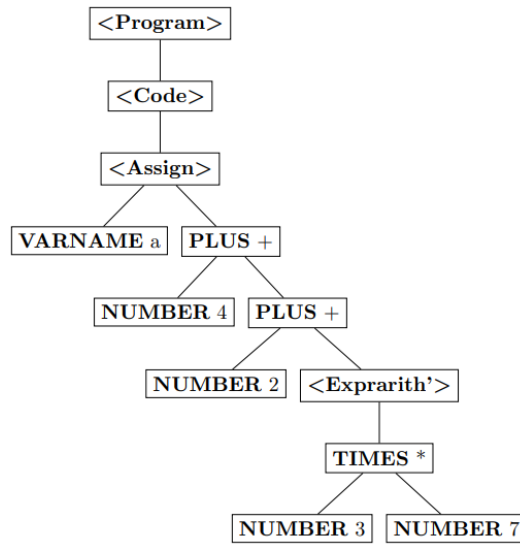 <Program>
<Code>
<Assign>
VARNAME a
PLUS +
NUMBER 4
PLUS +
NUMBER 2
<Exprarith'>
TIMES *
NUMBER 3
NUMBER 7